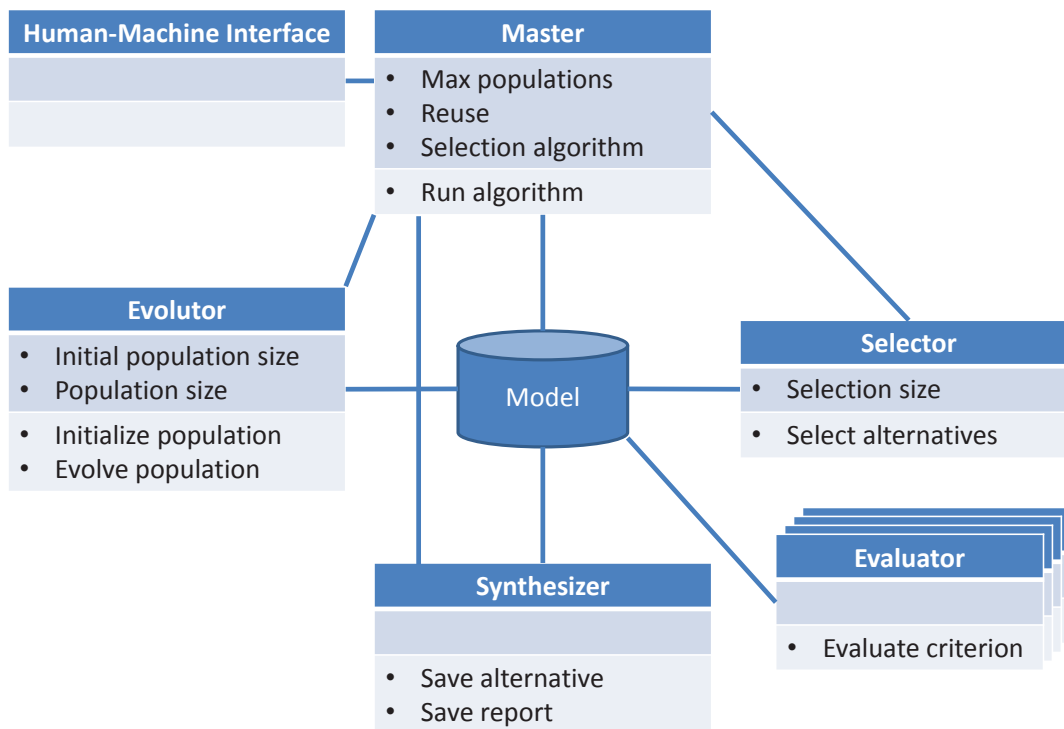 Human-Machine Interface
Master
• Max populations
• Reuse
• Selection algorithm
• Run algorithm
Evolutor
• Initial population size
• Population size
• Initialize population
• Evolve population
Model
Selector
• Selection size
• Select alternatives
Evaluator
• Evaluate criterion
Synthesizer
• Save alternative
• Save report